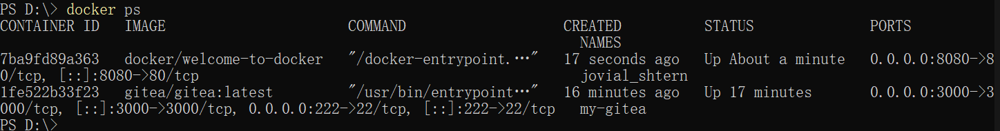 PS D:\> docker ps
CONTAINER ID   IMAGE                      COMMAND                   CREATED          STATUS              PORTS
                                                                      NAMES
7ba9fd89a363   docker/welcome-to-docker   "/docker-entrypoint.…"   17 seconds ago   Up About a minute   0.0.0.0:8080->8
0/tcp, [::]:8080->80/tcp                                              jovial_shtern
1fe522b33f23   gitea/gitea:latest         "/usr/bin/entrypoint…"   16 minutes ago   Up 17 minutes       0.0.0.0:3000->3
000/tcp, [::]:3000->3000/tcp, 0.0.0.0:222->22/tcp, [::]:222->22/tcp   my-gitea
PS D:\>